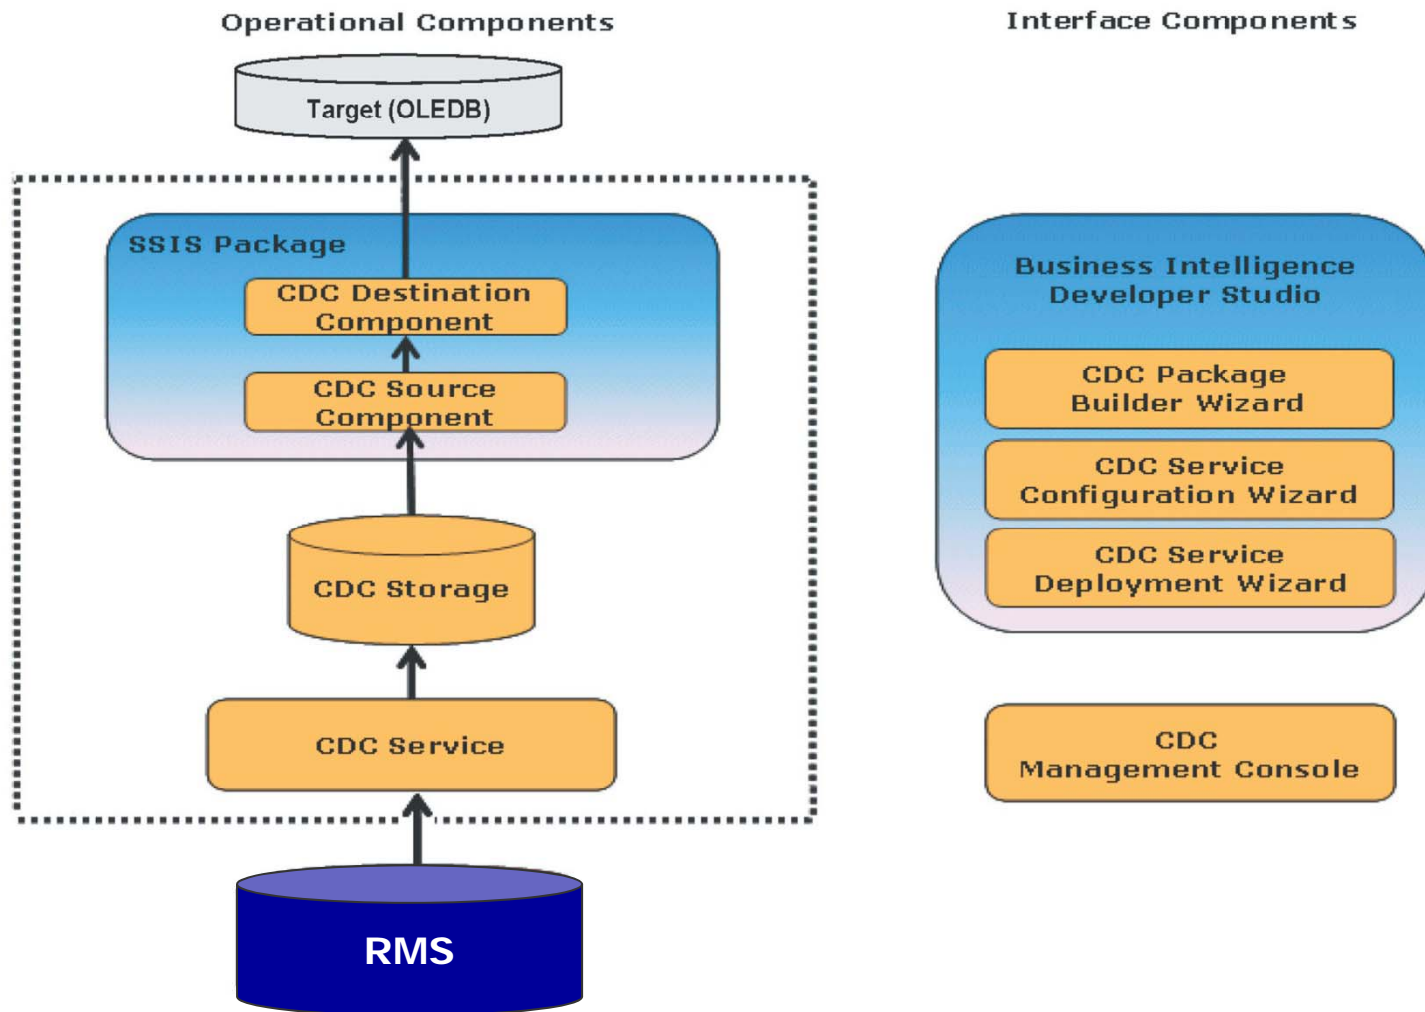 Operational Components
Target (OLEDB)
SSIS Package
CDC Destination
Component
CDC Source
Component
CDC Storage
CDC Service
RMS
Interface Components
Business Intelligence
Developer Studio
CDC Package
Builder Wizard
CDC Service
Configuration Wizard
CDC Service
Deployment Wizard
CDC
Management Console